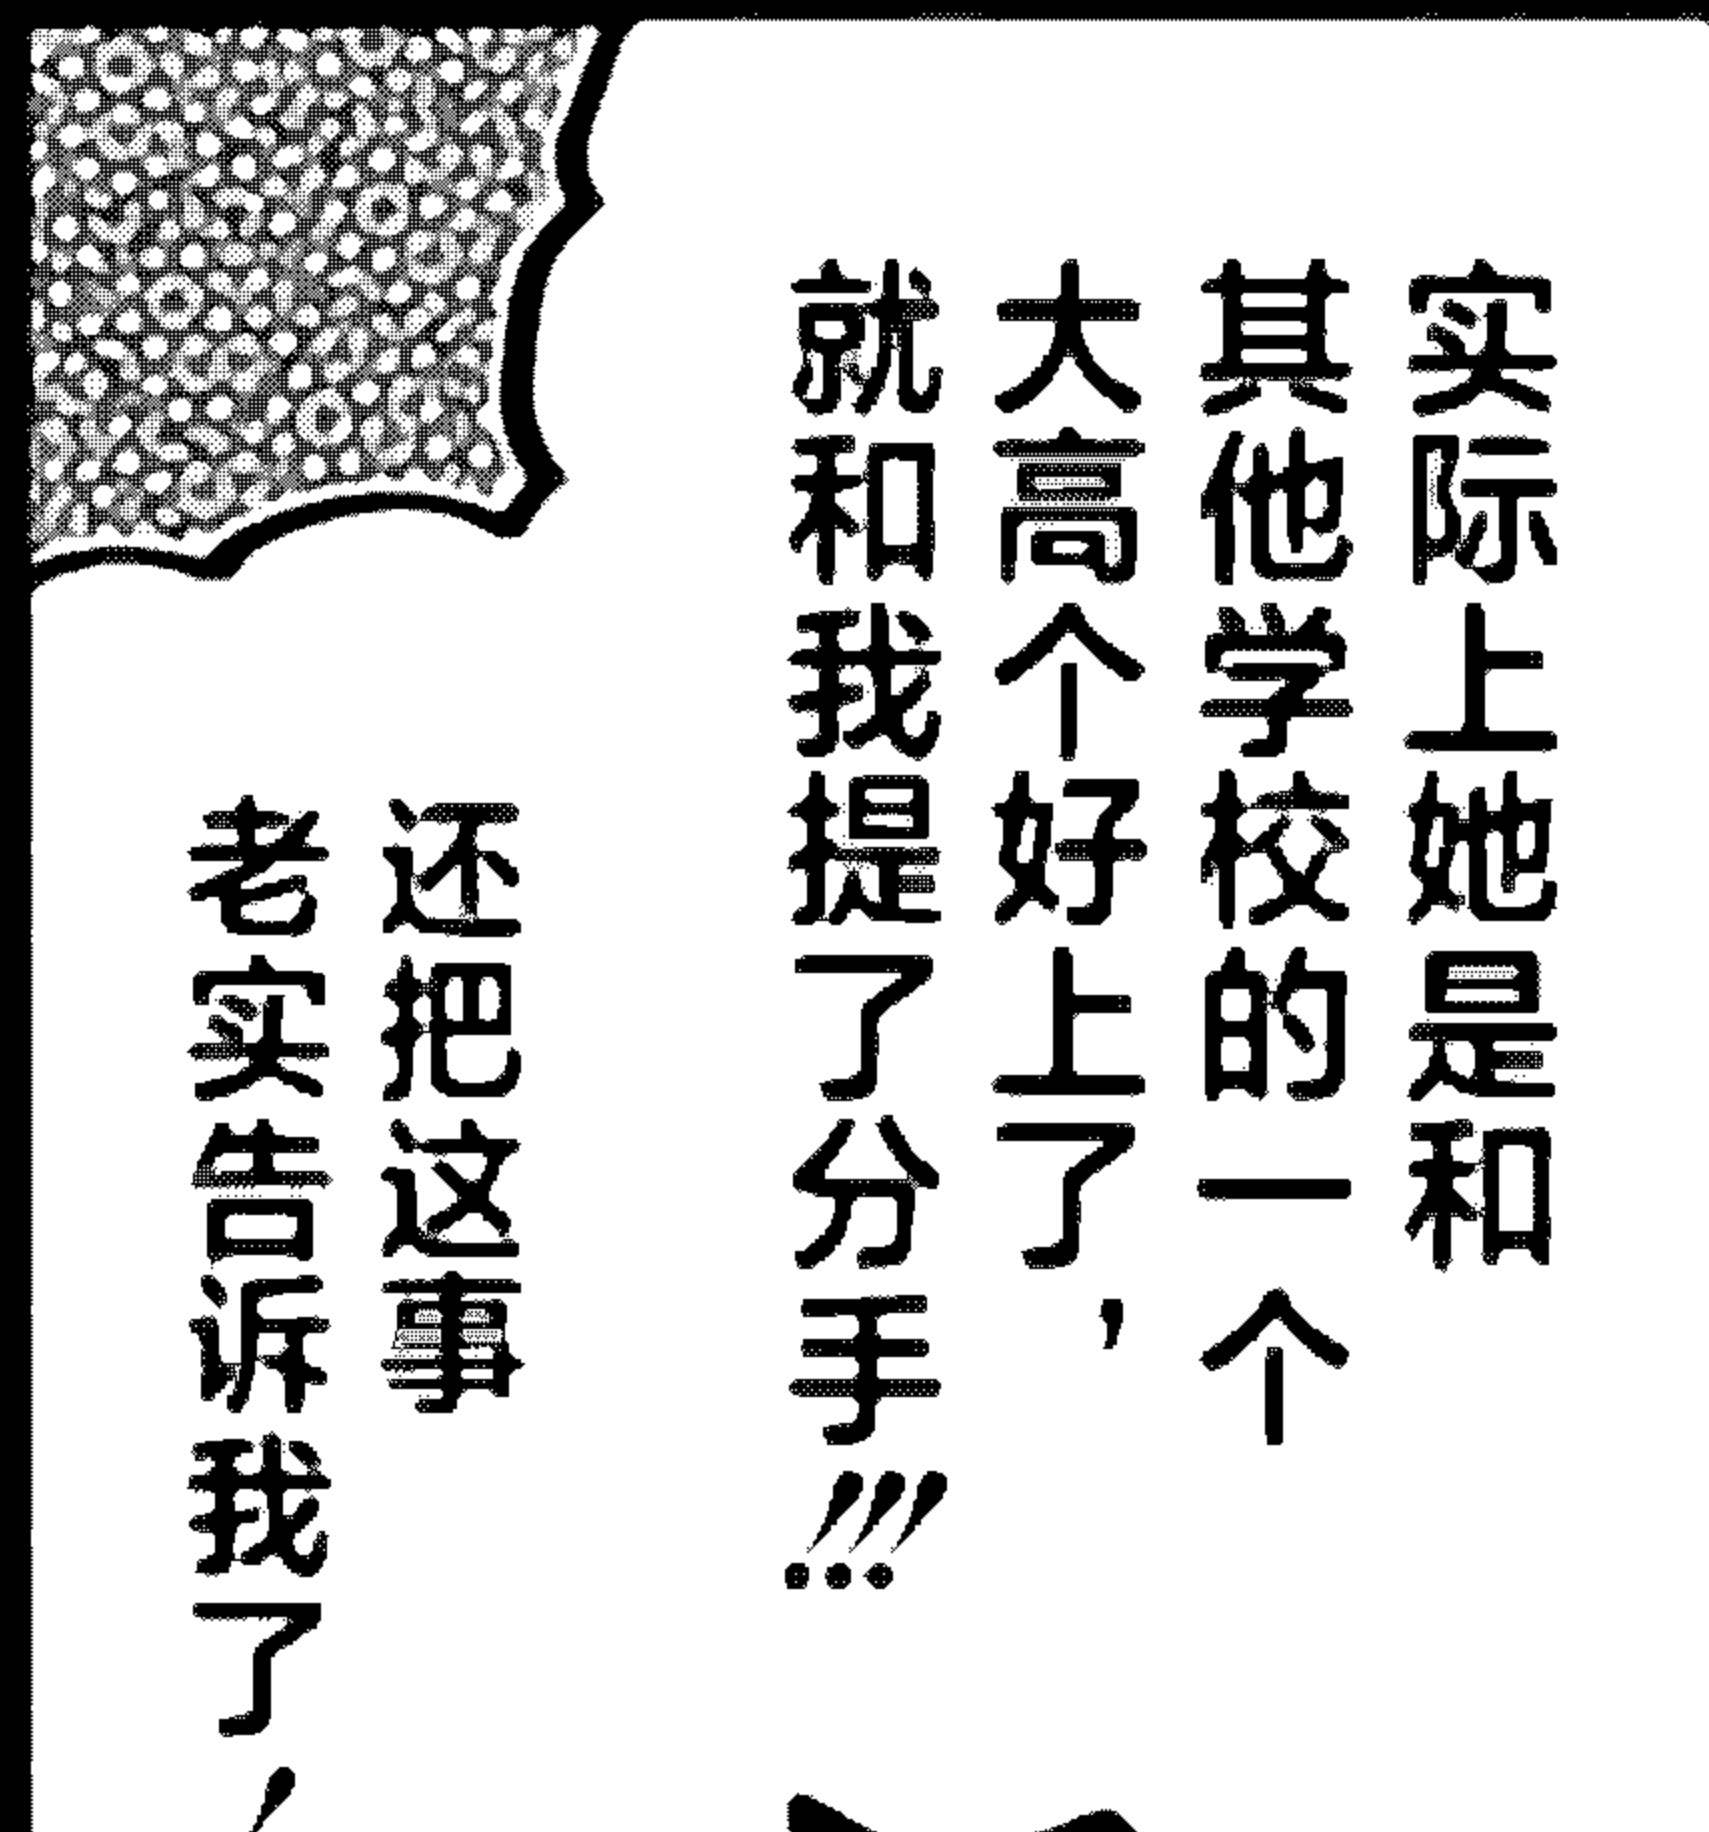 实际上她是和
其他学校的一个
大高个好上了，
就和我提了分手!!!
还把这事
老实告诉我了